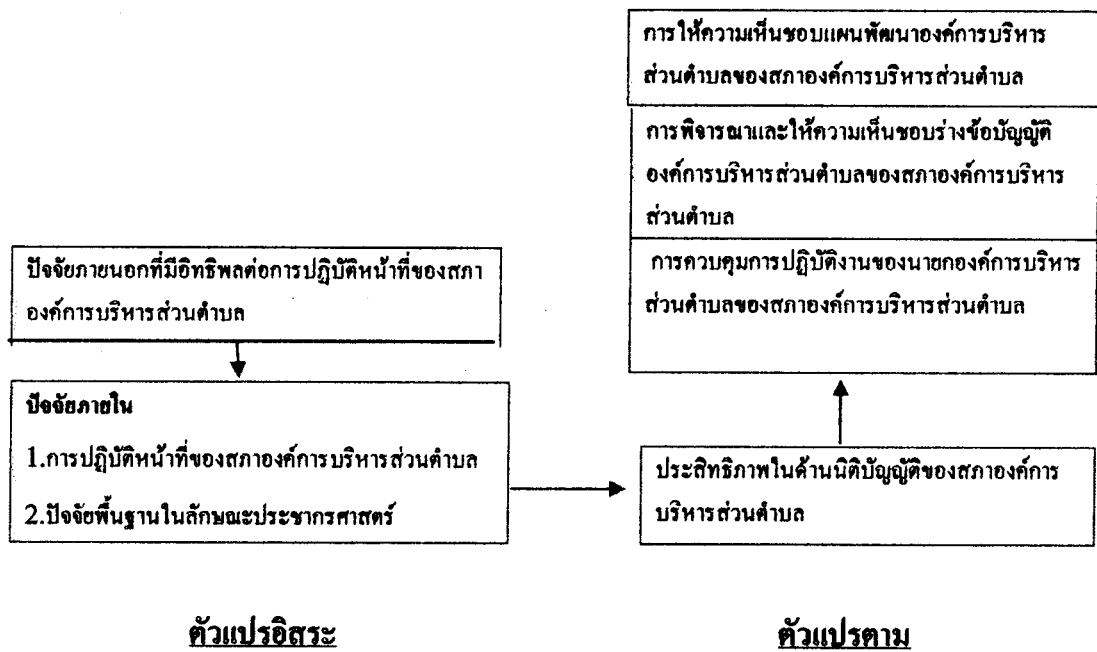 การให้ความเห็นชอบแผนพัฒนาองค์การบริหาร
ส่วนตำบลของสภาองค์การบริหารส่วนตำบล
การพิจารณาและให้ความเห็นชอบร่างข้อบัญญัติ
องค์การบริหารส่วนตำบลของสภาองค์การบริหาร
ส่วนตำบล
การควบคุมการปฏิบัติงานของนายกองค์การบริหาร
ส่วนตำบลของสภาองค์การบริหารส่วนตำบล
ปัจจัยภายนอกที่มีอิทธิพลต่อการปฏิบัติหน้าที่ของสภา
องค์การบริหารส่วนตำบล
ปัจจัยภายใน
1.การปฏิบัติหน้าที่ของสภาองค์การบริหารส่วนตำบล
2.ปัจจัยพื้นฐานในลักษณะประชากรศาสตร์
ประสิทธิภาพในด้านนิติบัญญัติของสภาองค์การ
บริหารส่วนตำบล
ตัวแปรอิสระ
ตัวแปรตาม